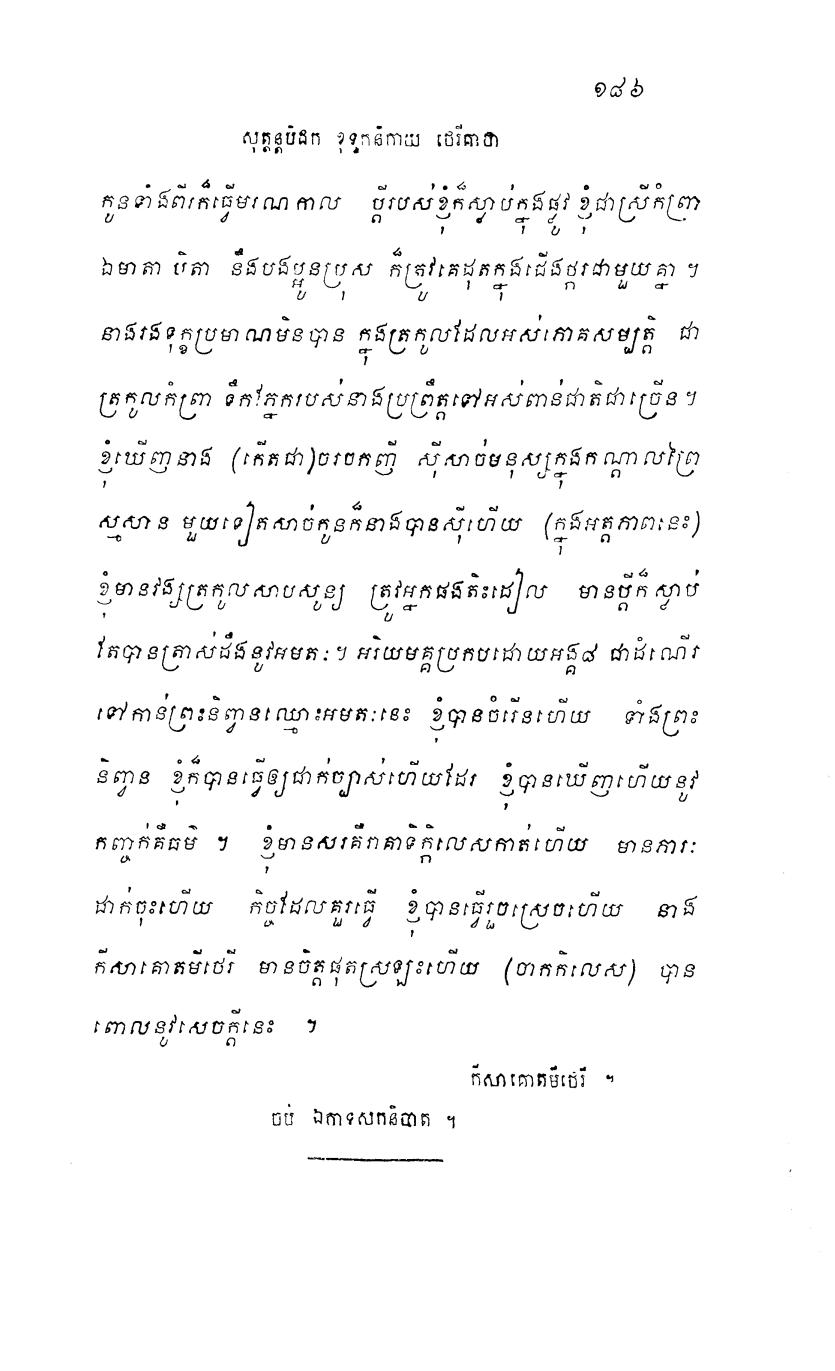 ១៨៦
សុត្តន្តបិដក ខុទ្ទកនិកាយ ថេរីគាថា
កូនទាំងពីរក៏ធ្វើមរណកាល ប្តីរបស់ខ្ញុំក៏ស្លាប់ក្នុងផ្លូវ ខ្ញុំជាស្រីកំព្រា
ឯមាតា បិតា នឹងបងប្អូនប្រុស ក៏ត្រូវគេដុតក្នុងជើងថ្ករជាមួយគ្នា ។
នាងរងទុក្ខប្រមាណមិនបាន ក្នុងត្រកូលដែលអស់ភោគសម្បត្តិ ជា
ត្រកូលកំព្រា ទឹកភ្នែករបស់នាងប្រព្រឹត្តទៅអស់ពាន់ជាតិជាច្រើន ។
ខ្ញុំឃើញនាង (កើតជា)ចរចកញី ស៊ីសាច់មនុស្សក្នុងកណ្តាលព្រៃ
ស្មសាន មួយទៀតសាច់កូនក៏នាងបានស៊ីហើយ (ក្នុងអត្តភាពនេះ)
ខ្ញុំមានវង្សត្រកូលសាបសូន្យ ត្រូវអ្នកផងតិះដៀល មានប្តីក៏ស្លាប់
តែបានត្រាស់ដឹងនូវអមតៈ ។ អរិយមគ្គប្រកបដោយអង្គ៨ ជាដំណើរ
ទៅកាន់ព្រះនិព្វានឈ្មោះអមតៈនេះ ខ្ញុំបានចំរើនហើយ ទាំងព្រះ
និព្វាន ខ្ញុំក៏បានធ្វើឲ្យជាក់ច្បាស់ហើយដែរ ខ្ញុំបានឃើញហើយនូវ
កញ្ចក់គឺធម៌ ។ ខ្ញុំមានសរគឺរាគាទិក្កិលេសកាត់ហើយ មានភារៈ
ដាក់ចុះហើយ កិច្ចដែលគួរធ្វើ ខ្ញុំបានធ្វើរួចស្រេចហើយ នាង
កីសាគោតមីថេរី មានចិត្តផុតស្រឡះហើយ (ចាកកិលេស) បាន
ពោលនូវសេចក្តីនេះ ។
កីសាគោតមីថេរី ។
ចប់ ឯកាទសកនិបាត ។